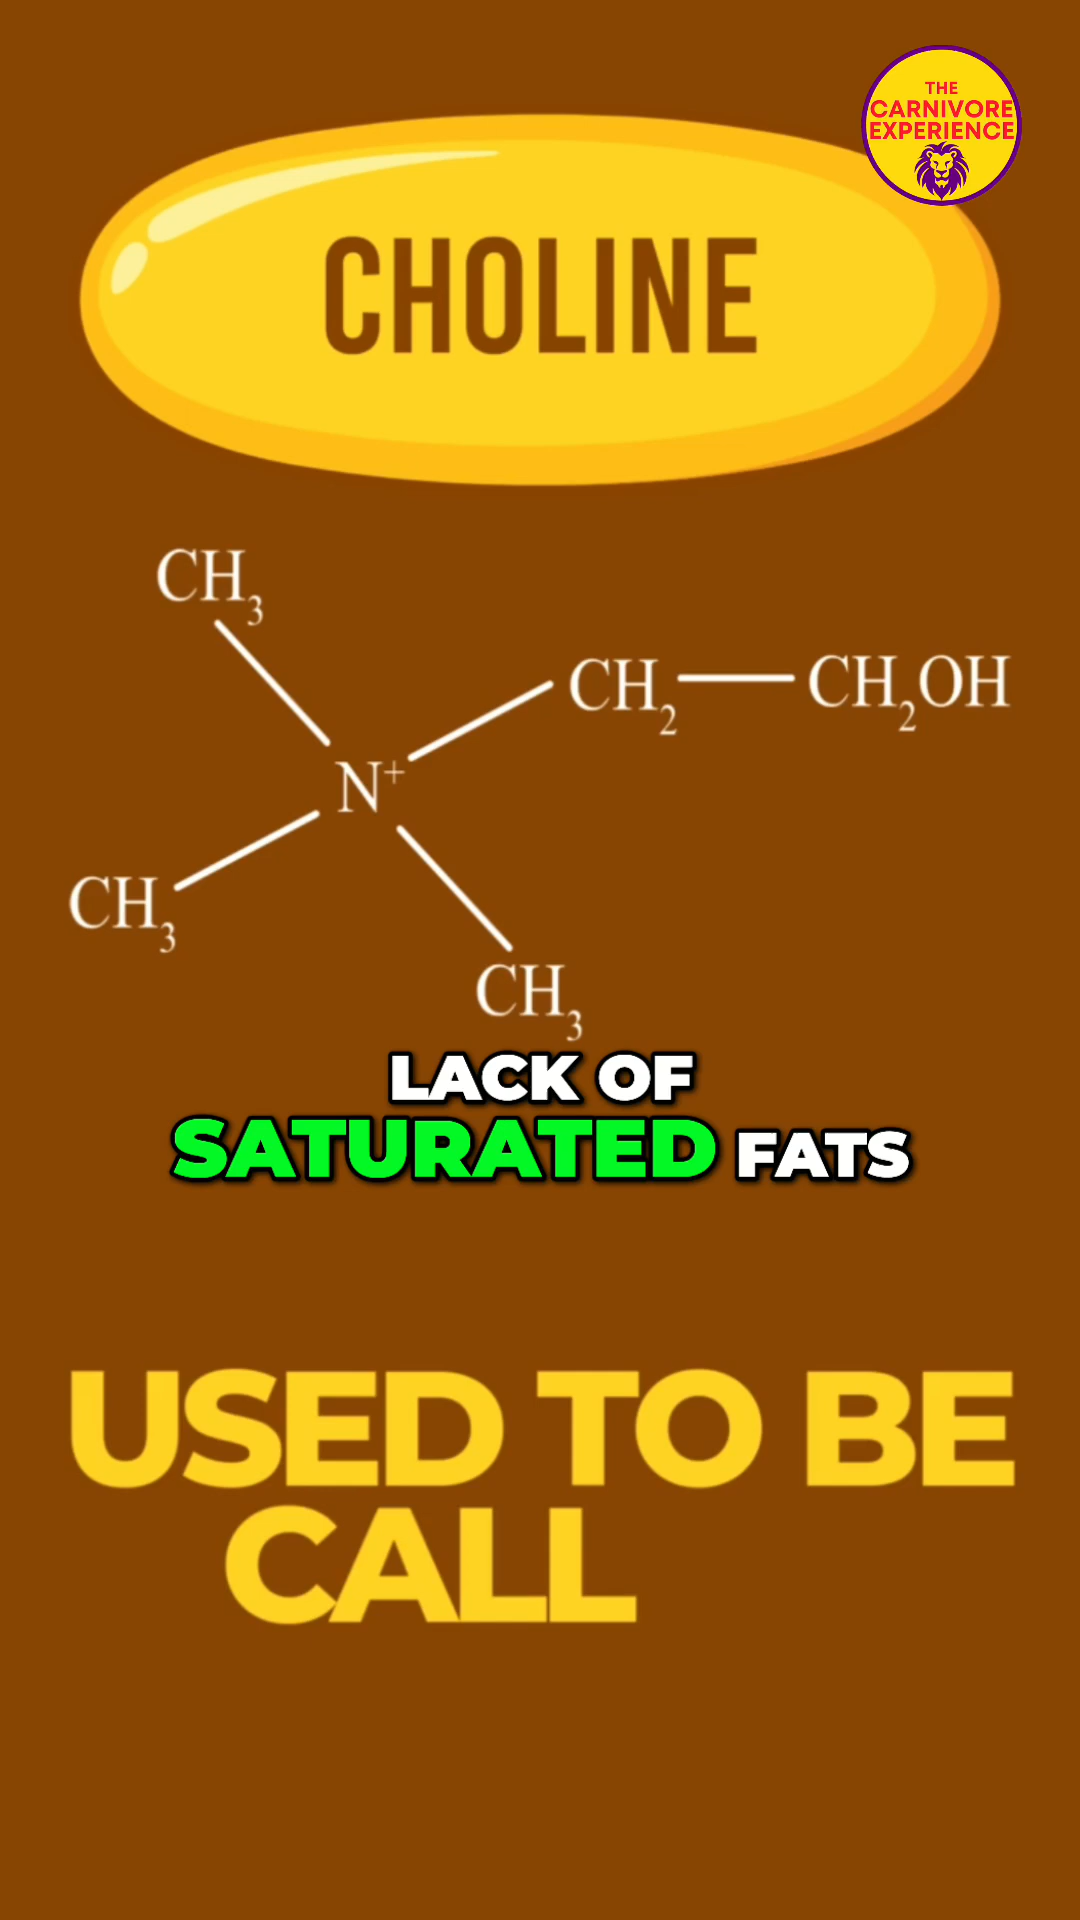 THE
CARNIVORE
EXPERIENCE
CHOLINE
CH₃
CH₂ CH₂OH
N⁺
CH₃
CH₃
LACK OF
SATURATED FATS
USED TO BE
CALL